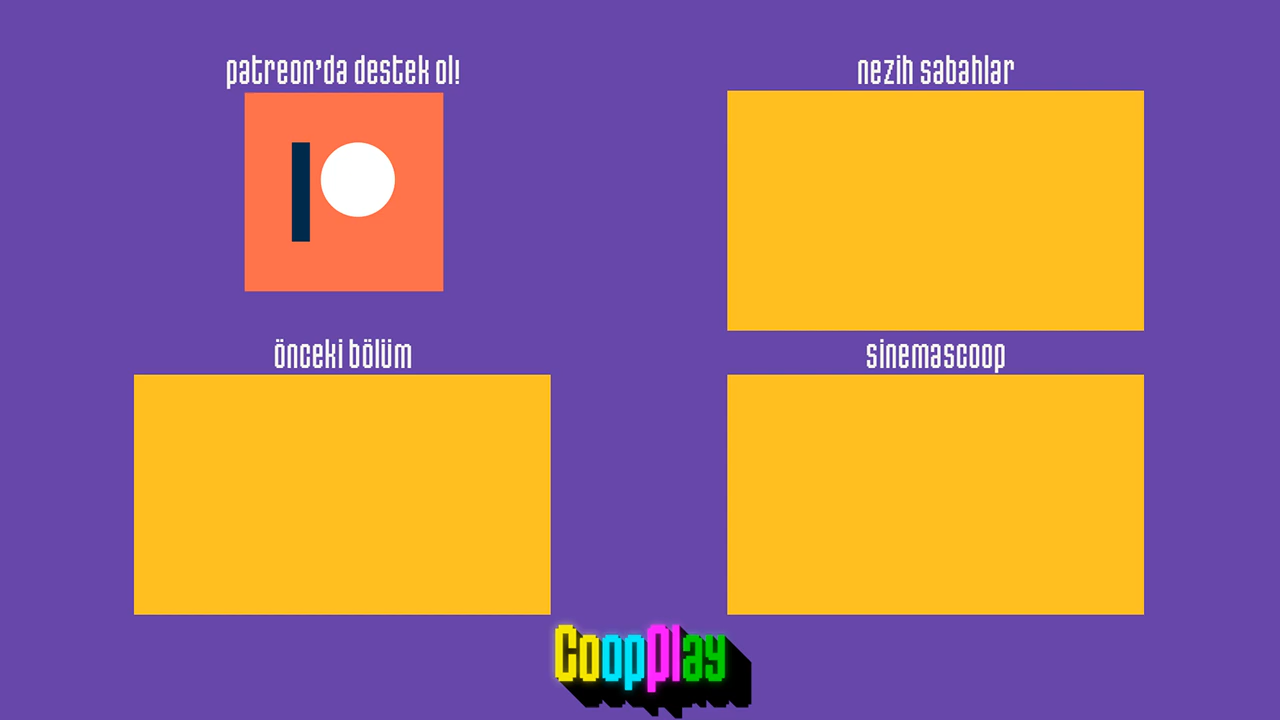 patreon'da destek ol!
nezih sabahlar
önceki bölüm
sinemascoop
CoopPlay